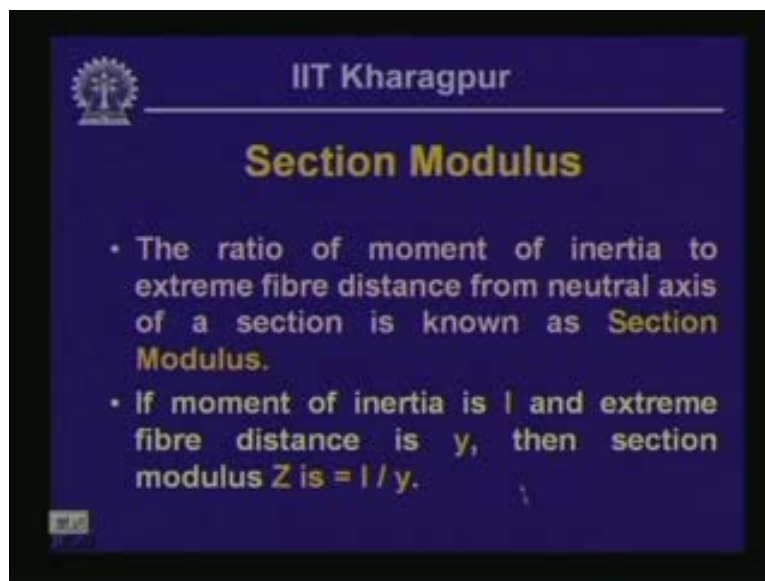 IIT Kharagpur
Section Modulus
• The ratio of moment of inertia to
extreme fibre distance from neutral axis
of a section is known as Section
Modulus.
• If moment of inertia is I and extreme
fibre distance is y, then section
modulus Z is = I / y.